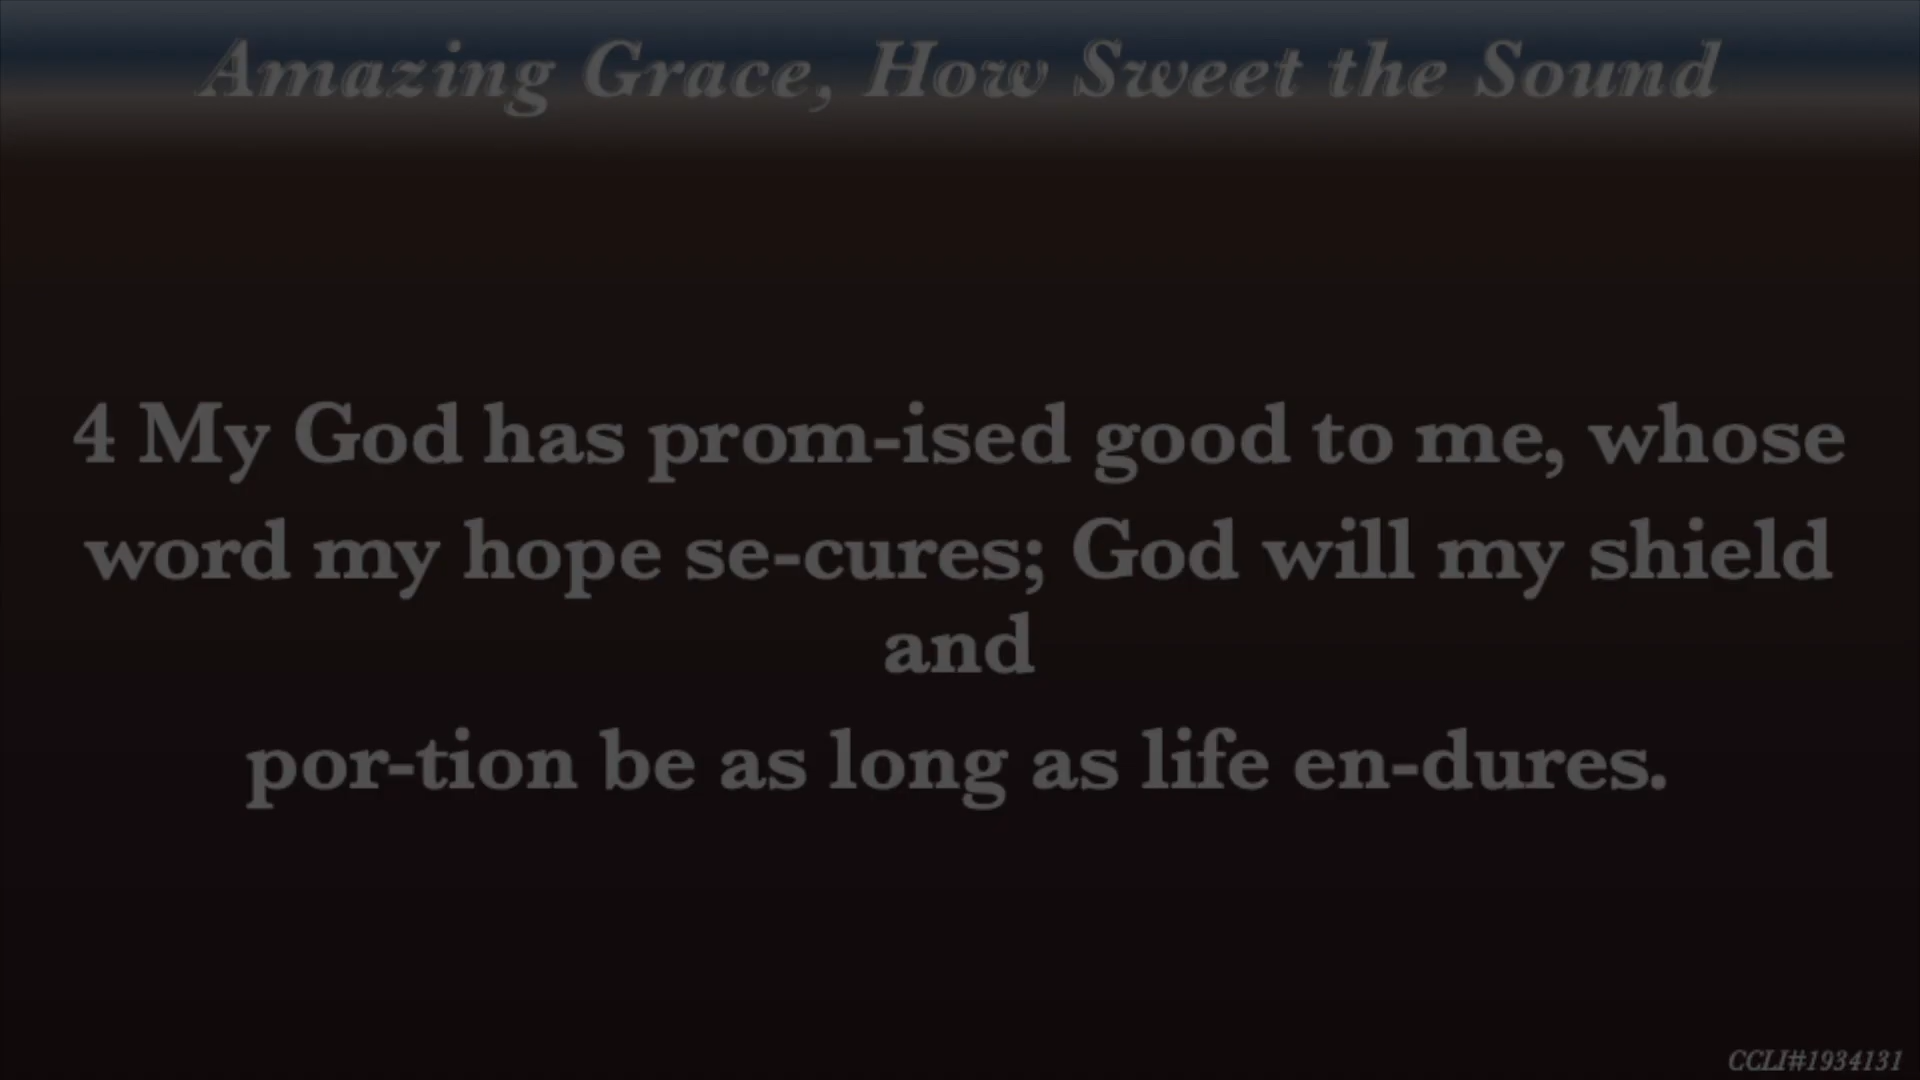 Amazing Grace, How Sweet the Sound
4 My God has prom-ised good to me, whose
word my hope se-cures; God will my shield
and
por-tion be as long as life en-dures.
CCLI#1934131